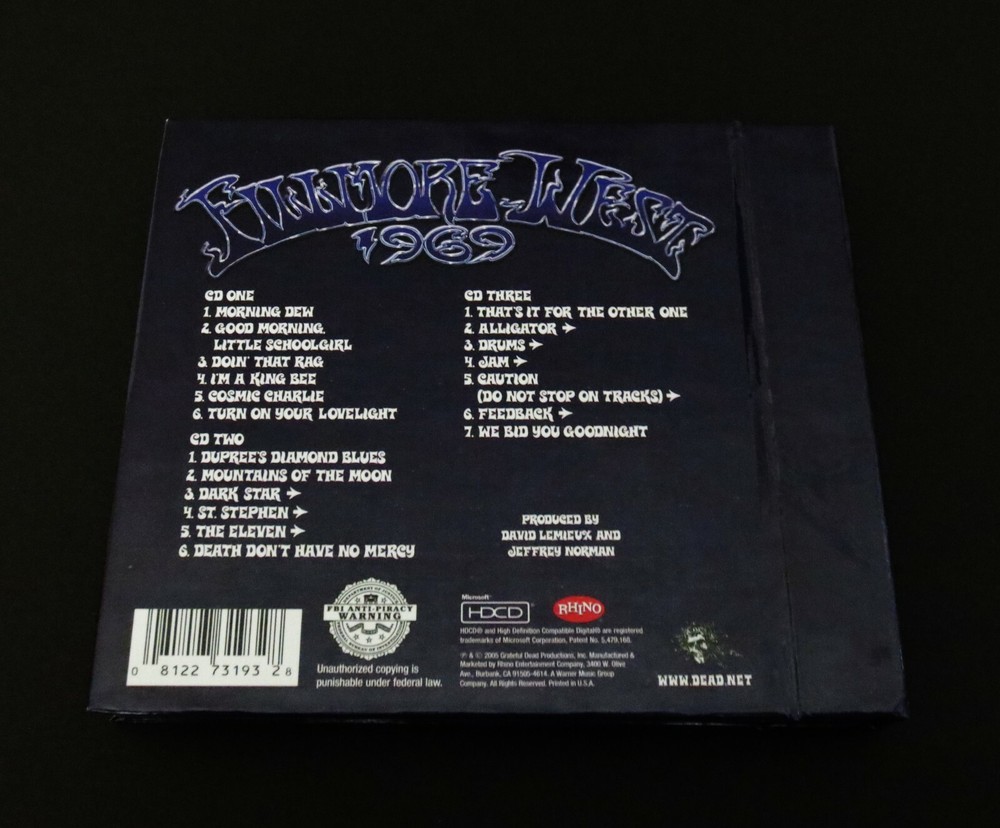 FILLMORE WEST
1969
CD ONE
1. MORNING DEW
2. GOOD MORNING,
LITTLE SCHOOLGIRL
3. DOIN' THAT RAG
4. I'M A KING BEE
5. COSMIC CHARLIE
6. TURN ON YOUR LOVELIGHT
CD TWO
1. DUPREE'S DIAMOND BLUES
2. MOUNTAINS OF THE MOON
3. DARK STAR →
4. ST. STEPHEN →
5. THE ELEVEN →
6. DEATH DON'T HAVE NO MERCY
CD THREE
1. THAT'S IT FOR THE OTHER ONE
2. ALLIGATOR →
3. DRUMS →
4. JAM →
5. CAUTION
(DO NOT STOP ON TRACKS) →
6. FEEDBACK →
7. WE BID YOU GOODNIGHT
PRODUCED BY
DAVID LEMIEUX AND
JEFFREY NORMAN
0 8122 73193 2 8
FBI ANTI-PIRACY
WARNING
Unauthorized copying is
punishable under federal law.
Microsoft
HDCD®
RHINO
HDCD® and High Definition Compatible Digital® are registered
trademarks of Microsoft Corporation, Patent No. 5,479,168.
℗ & © 2005 Grateful Dead Productions, Inc. Manufactured &
Marketed by Rhino Entertainment Company, 3400 W. Olive
Ave., Burbank, CA 91505-4614. A Warner Music Group
Company. All Rights Reserved. Printed in U.S.A.
WWW.DEAD.NET